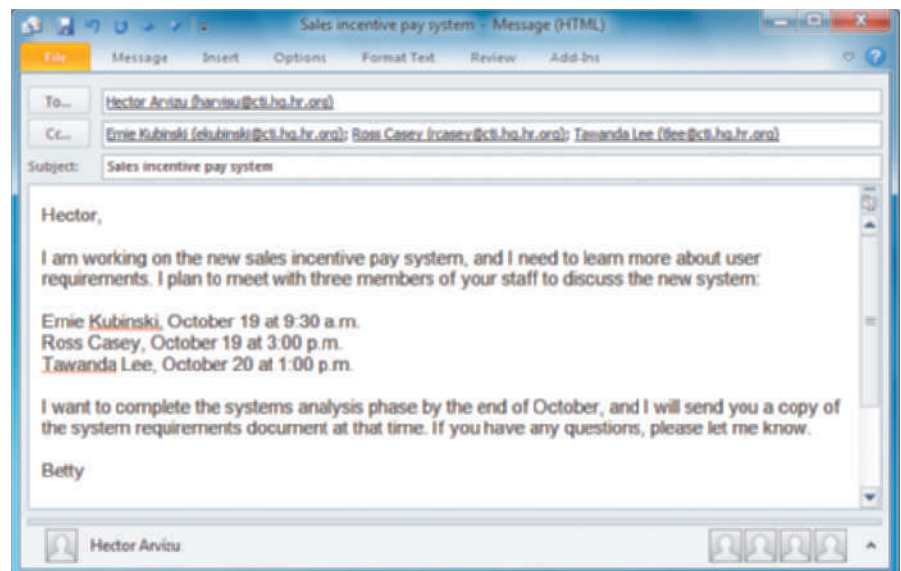 Sales incentive pay system - Message (HTML)
File Message Insert Options Format Text Review Add-Ins
To... Hector Arvizu (harvisu@cti.hq.hr.org)
Cc... Ernie Kubinski (ekubinski@cti.hq.hr.org); Ross Casey (rcasey@cti.hq.hr.org); Tawanda Lee (tlee@cti.hq.hr.org)
Subject: Sales incentive pay system
Hector,
I am working on the new sales incentive pay system, and I need to learn more about user
requirements. I plan to meet with three members of your staff to discuss the new system:
Ernie Kubinski, October 19 at 9:30 a.m.
Ross Casey, October 19 at 3:00 p.m.
Tawanda Lee, October 20 at 1:00 p.m.
I want to complete the systems analysis phase by the end of October, and I will send you a copy of
the system requirements document at that time. If you have any questions, please let me know.
Betty
Hector Arvizu